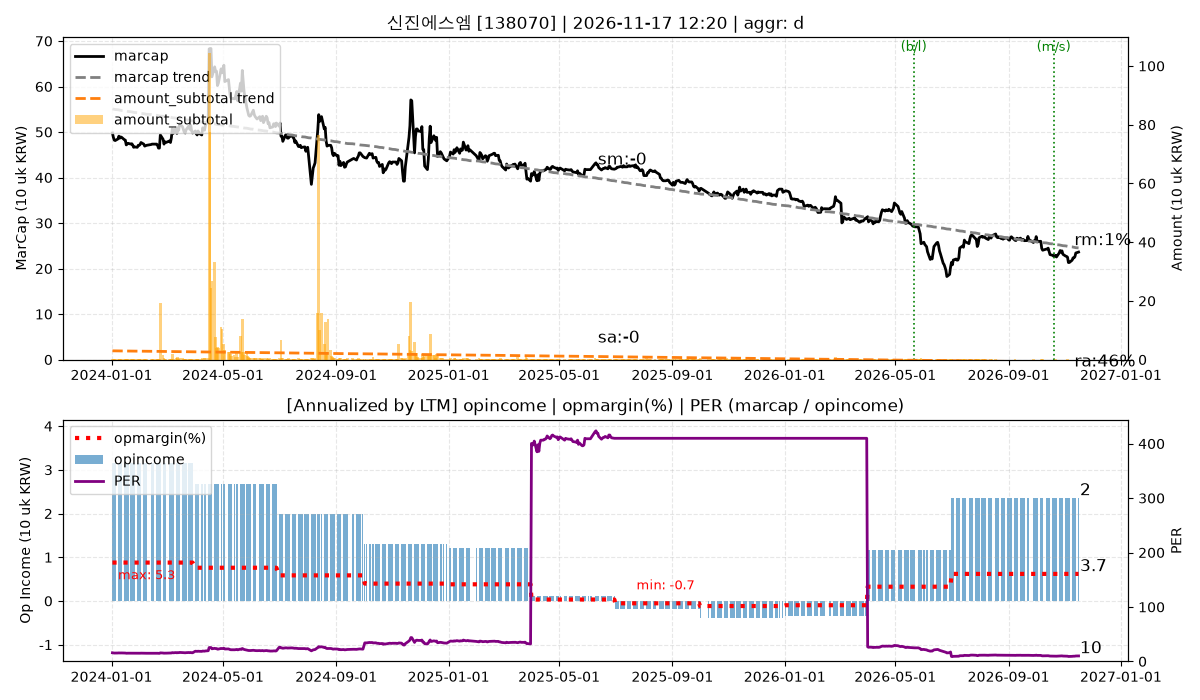 신진에스엠 [138070] | 2026-11-17 12:20 | aggr: d
70
60
50
40
30
20
10
0
MarCap (10 uk KRW)
marcap
marcap trend
amount_subtotal trend
amount_subtotal
(b/l)
(m/s)
sm:-0
rm:1%
sa:-0
ra:46%
100
80
60
40
20
0
Amount (10 uk KRW)
2024-01-01
2024-05-01
2024-09-01
2025-01-01
2025-05-01
2025-09-01
2026-01-01
2026-05-01
2026-09-01
2027-01-01
[Annualized by LTM] opincome | opmargin(%) | PER (marcap / opincome)
4
3
2
1
0
-1
Op Income (10 uk KRW)
opmargin(%)
opincome
PER
max: 5.3
min: -0.7
2
3.7
10
400
300
200
100
0
PER
2024-01-01
2024-05-01
2024-09-01
2025-01-01
2025-05-01
2025-09-01
2026-01-01
2026-05-01
2026-09-01
2027-01-01